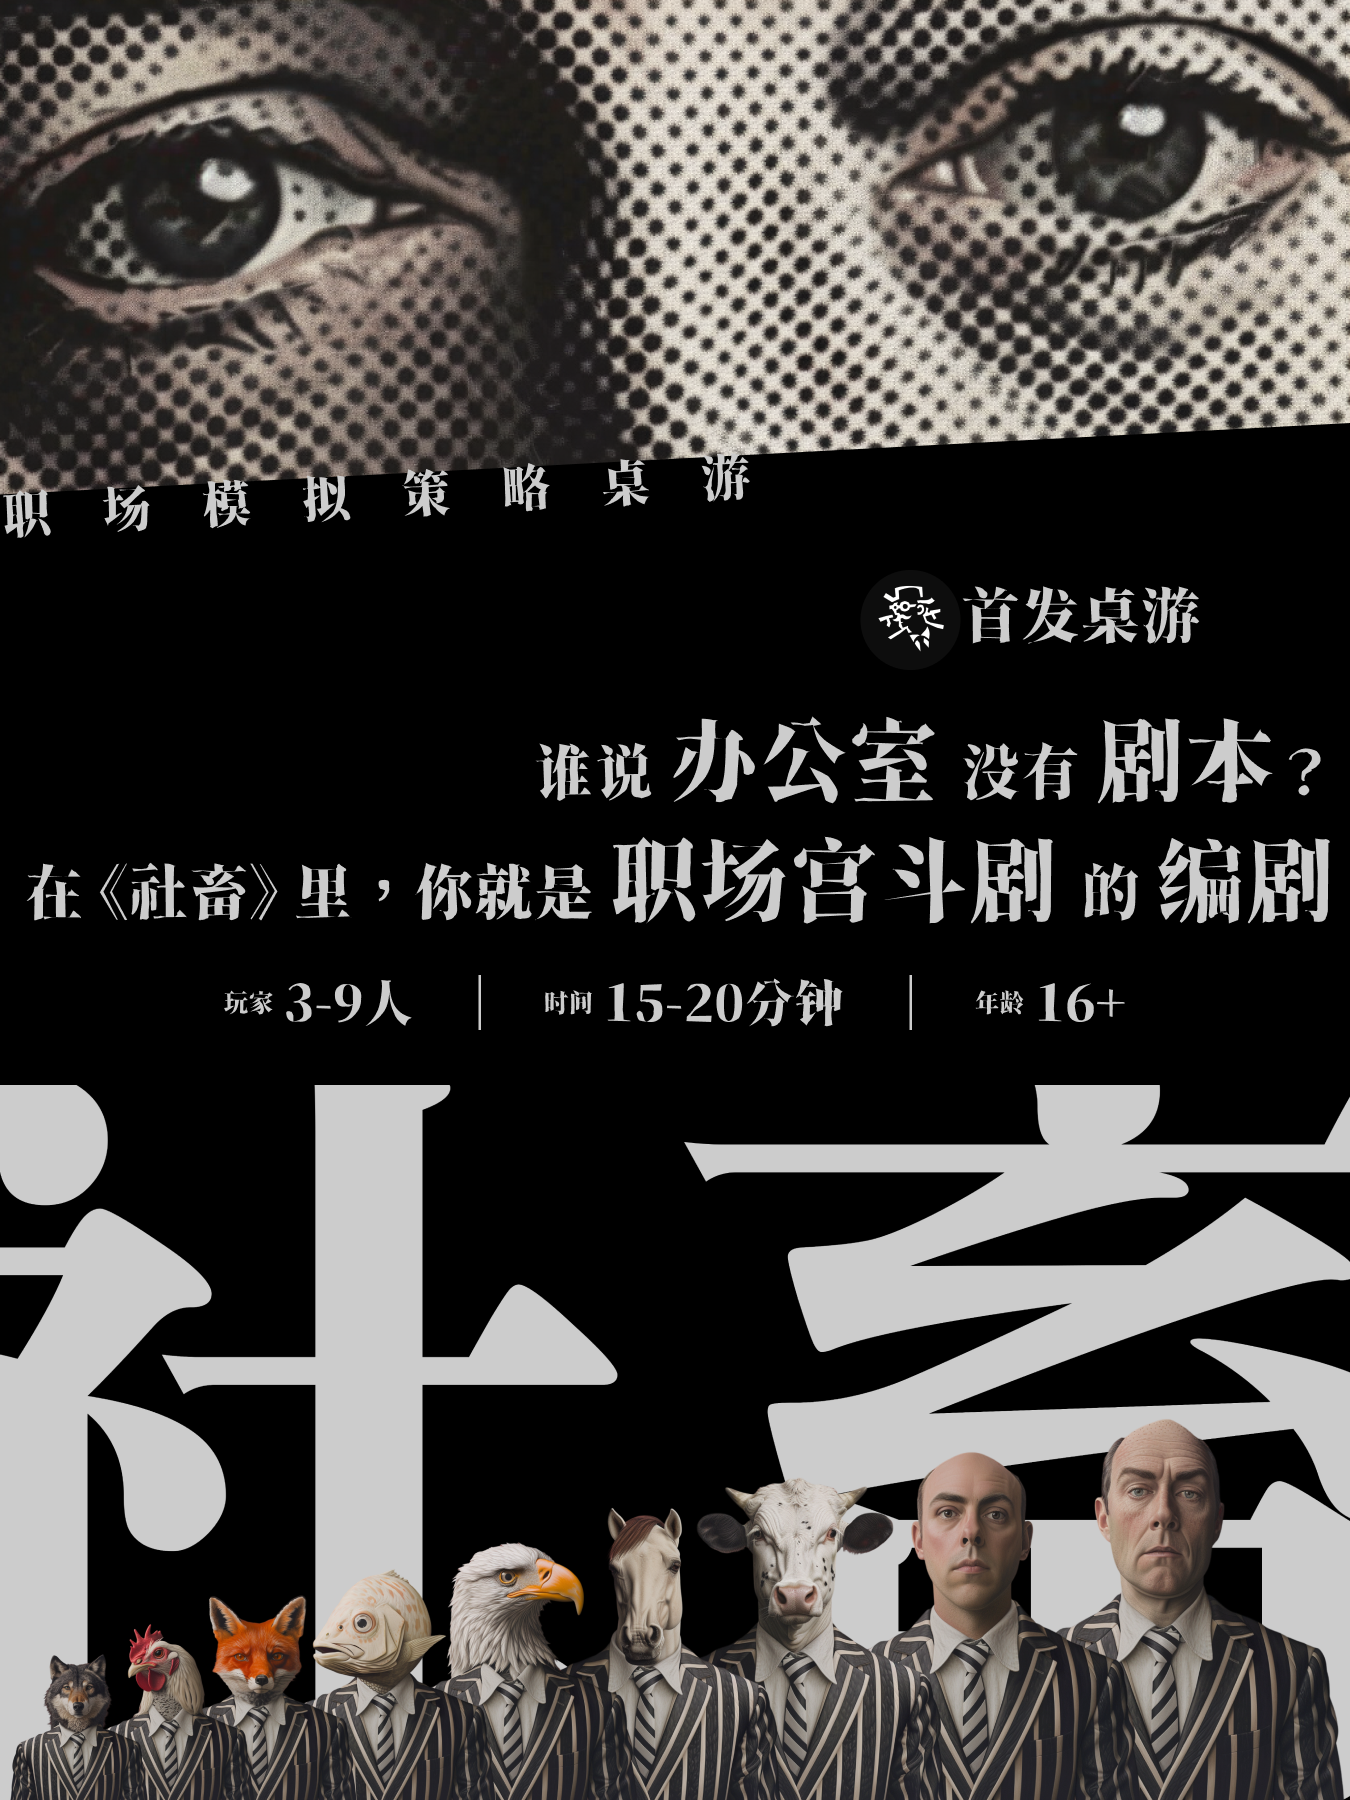 职场模拟策略桌游
首发桌游
谁说 办公室 没有 剧本？
在《社畜》里，你就是 职场宫斗剧 的 编剧
玩家 3-9人 | 时间 15-20分钟 | 年龄 16+
社畜